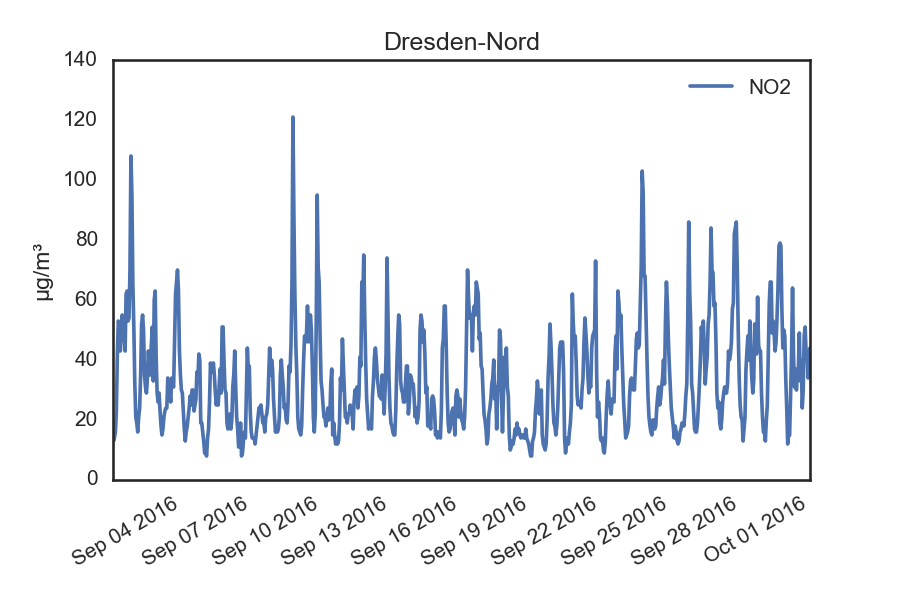 Dresden-Nord
NO2
µg/m³
140
120
100
80
60
40
20
0
Sep 04 2016
Sep 07 2016
Sep 10 2016
Sep 13 2016
Sep 16 2016
Sep 19 2016
Sep 22 2016
Sep 25 2016
Sep 28 2016
Oct 01 2016